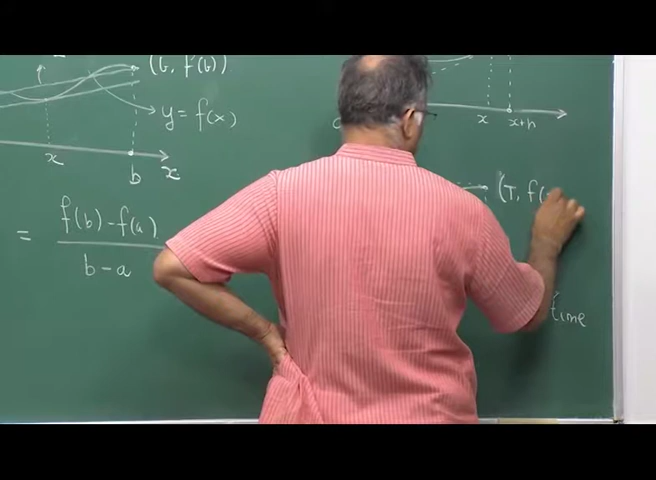 (b, f(b))
y = f(x)
x
b
x
= f(b) - f(a)
b - a
x
x+h
(T, f(
time